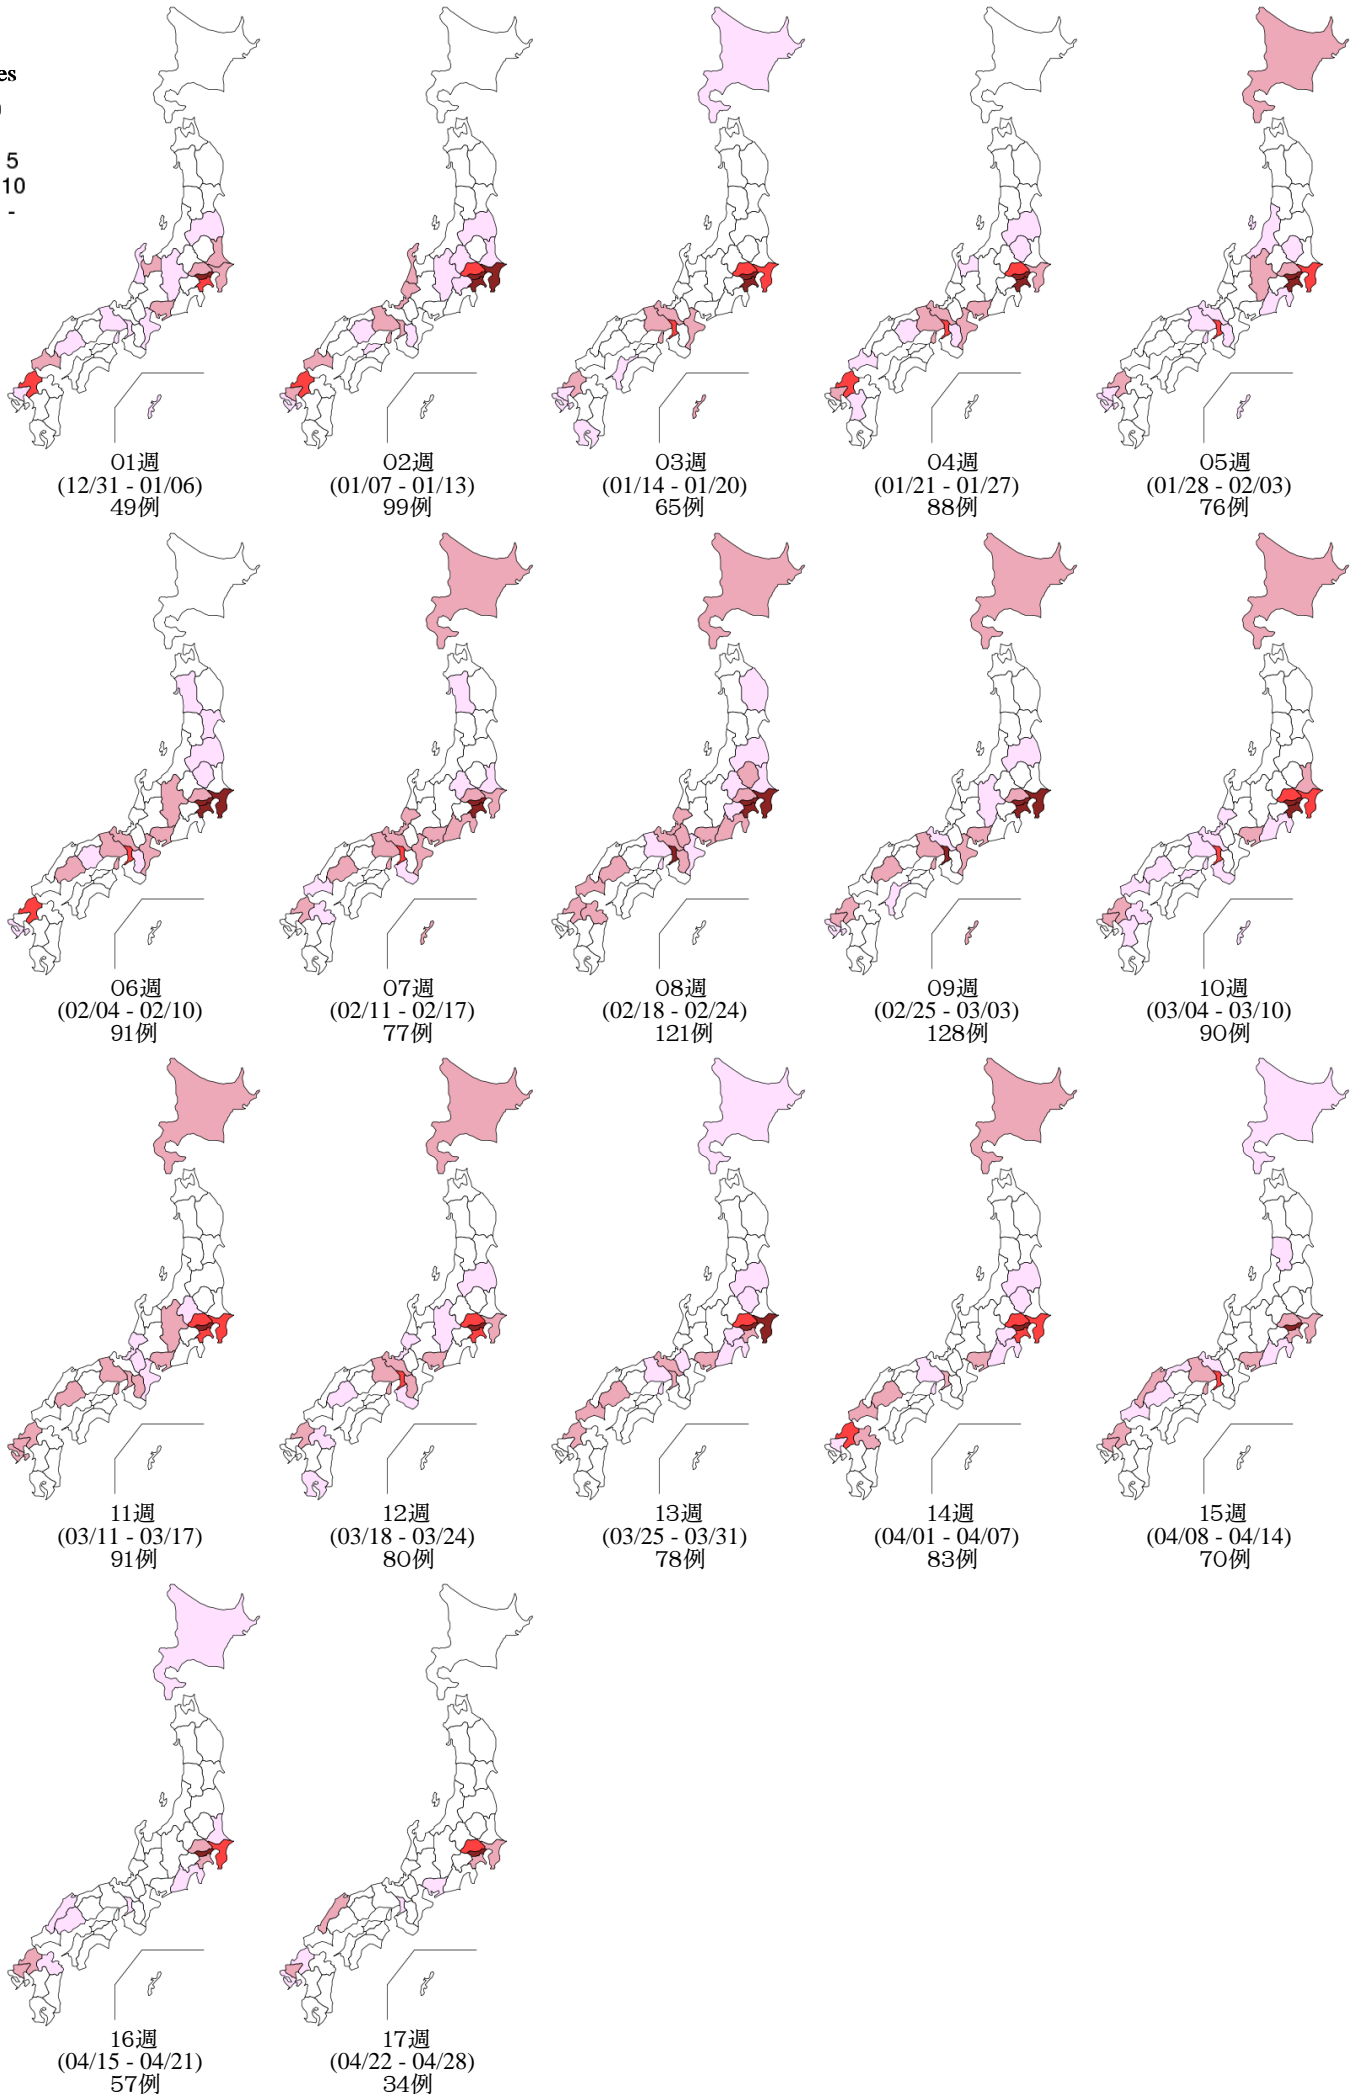 5
10
-
01週
(12/31 - 01/06)
49例
02週
(01/07 - 01/13)
99例
03週
(01/14 - 01/20)
65例
04週
(01/21 - 01/27)
88例
05週
(01/28 - 02/03)
76例
06週
(02/04 - 02/10)
91例
07週
(02/11 - 02/17)
77例
08週
(02/18 - 02/24)
121例
09週
(02/25 - 03/03)
128例
10週
(03/04 - 03/10)
90例
11週
(03/11 - 03/17)
91例
12週
(03/18 - 03/24)
80例
13週
(03/25 - 03/31)
78例
14週
(04/01 - 04/07)
83例
15週
(04/08 - 04/14)
70例
16週
(04/15 - 04/21)
57例
17週
(04/22 - 04/28)
34例